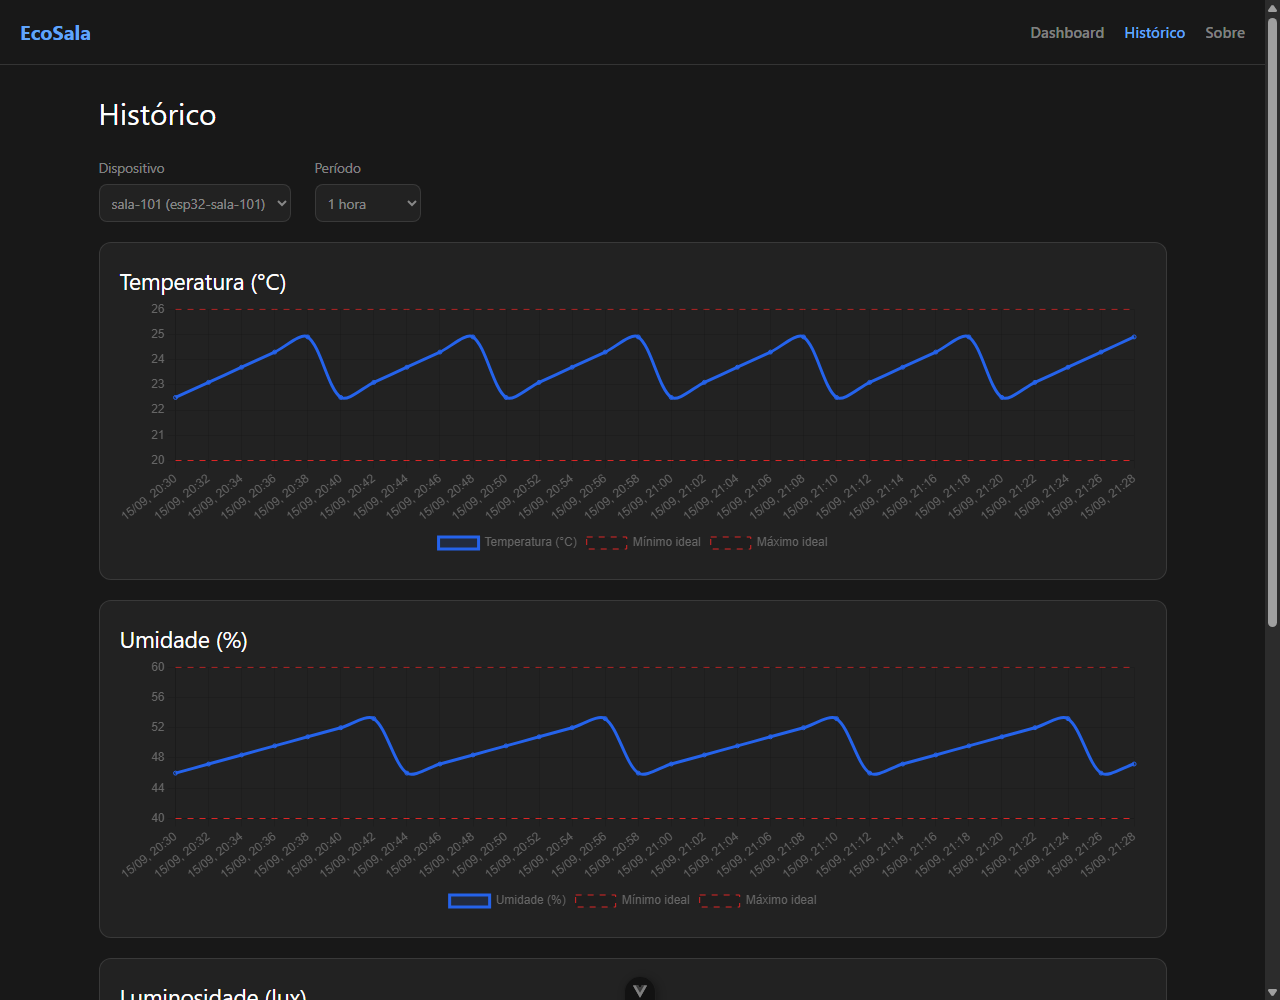 EcoSala
Dashboard Histórico Sobre
Histórico
Dispositivo Período
sala-101 (esp32-sala-101) 1 hora
Temperatura (°C)
26
25
24
23
22
21
20
15/09, 20:30 15/09, 20:32 15/09, 20:34 15/09, 20:36 15/09, 20:38 15/09, 20:40 15/09, 20:42 15/09, 20:44 15/09, 20:46 15/09, 20:48 15/09, 20:50 15/09, 20:52 15/09, 20:54 15/09, 20:56 15/09, 20:58 15/09, 21:00 15/09, 21:02 15/09, 21:04 15/09, 21:06 15/09, 21:08 15/09, 21:10 15/09, 21:12 15/09, 21:14 15/09, 21:16 15/09, 21:18 15/09, 21:20 15/09, 21:22 15/09, 21:24 15/09, 21:26 15/09, 21:28
Temperatura (°C) Mínimo ideal Máximo ideal
Umidade (%)
60
56
52
48
44
40
15/09, 20:30 15/09, 20:32 15/09, 20:34 15/09, 20:36 15/09, 20:38 15/09, 20:40 15/09, 20:42 15/09, 20:44 15/09, 20:46 15/09, 20:48 15/09, 20:50 15/09, 20:52 15/09, 20:54 15/09, 20:56 15/09, 20:58 15/09, 21:00 15/09, 21:02 15/09, 21:04 15/09, 21:06 15/09, 21:08 15/09, 21:10 15/09, 21:12 15/09, 21:14 15/09, 21:16 15/09, 21:18 15/09, 21:20 15/09, 21:22 15/09, 21:24 15/09, 21:26 15/09, 21:28
Umidade (%) Mínimo ideal Máximo ideal
Luminosidade (lux)